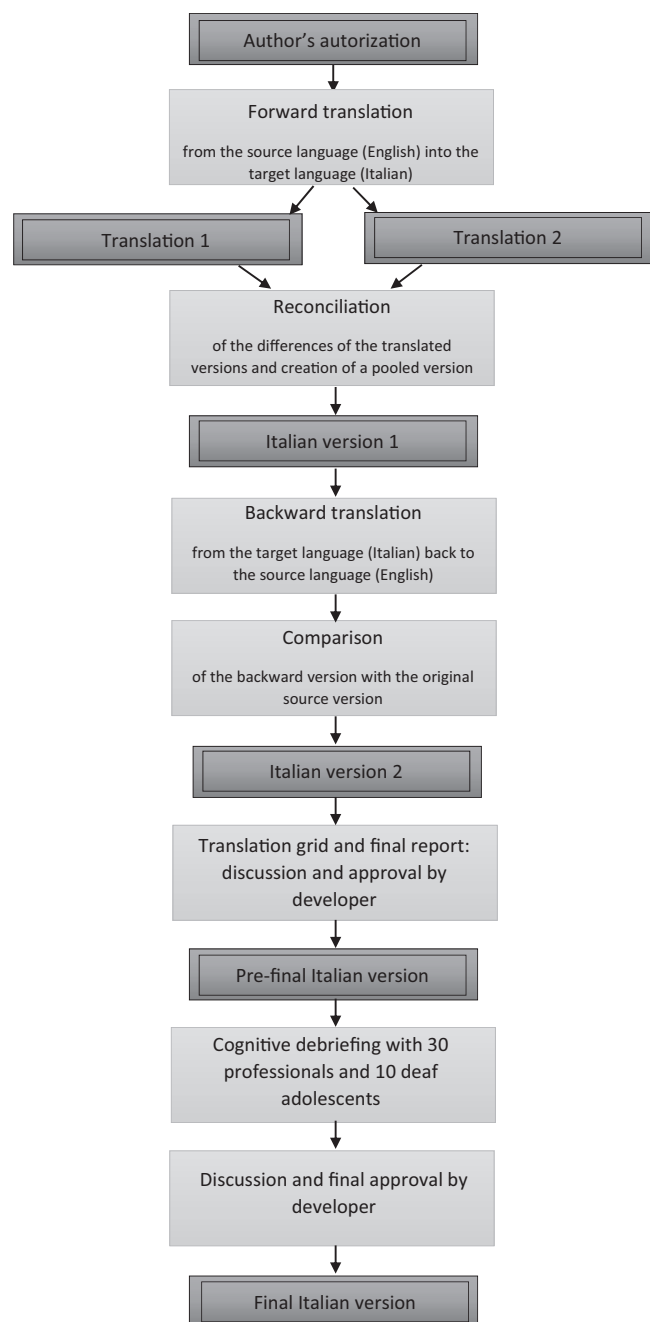 Author's autorization
Forward translation
from the source language (English) into the
target language (Italian)
Translation 1
Translation 2
Reconciliation
of the differences of the translated
versions and creation of a pooled version
Italian version 1
Backward translation
from the target language (Italian) back to
the source language (English)
Comparison
of the backward version with the original
source version
Italian version 2
Translation grid and final report:
discussion and approval by
developer
Pre-final Italian version
Cognitive debriefing with 30
professionals and 10 deaf
adolescents
Discussion and final approval by
developer
Final Italian version